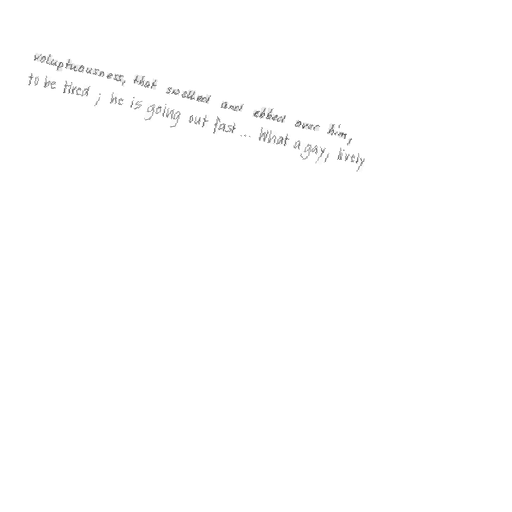 voluptuousness, that swelled and ebbed over him,
to be tired ; he is going out fast ... What a gay, lively